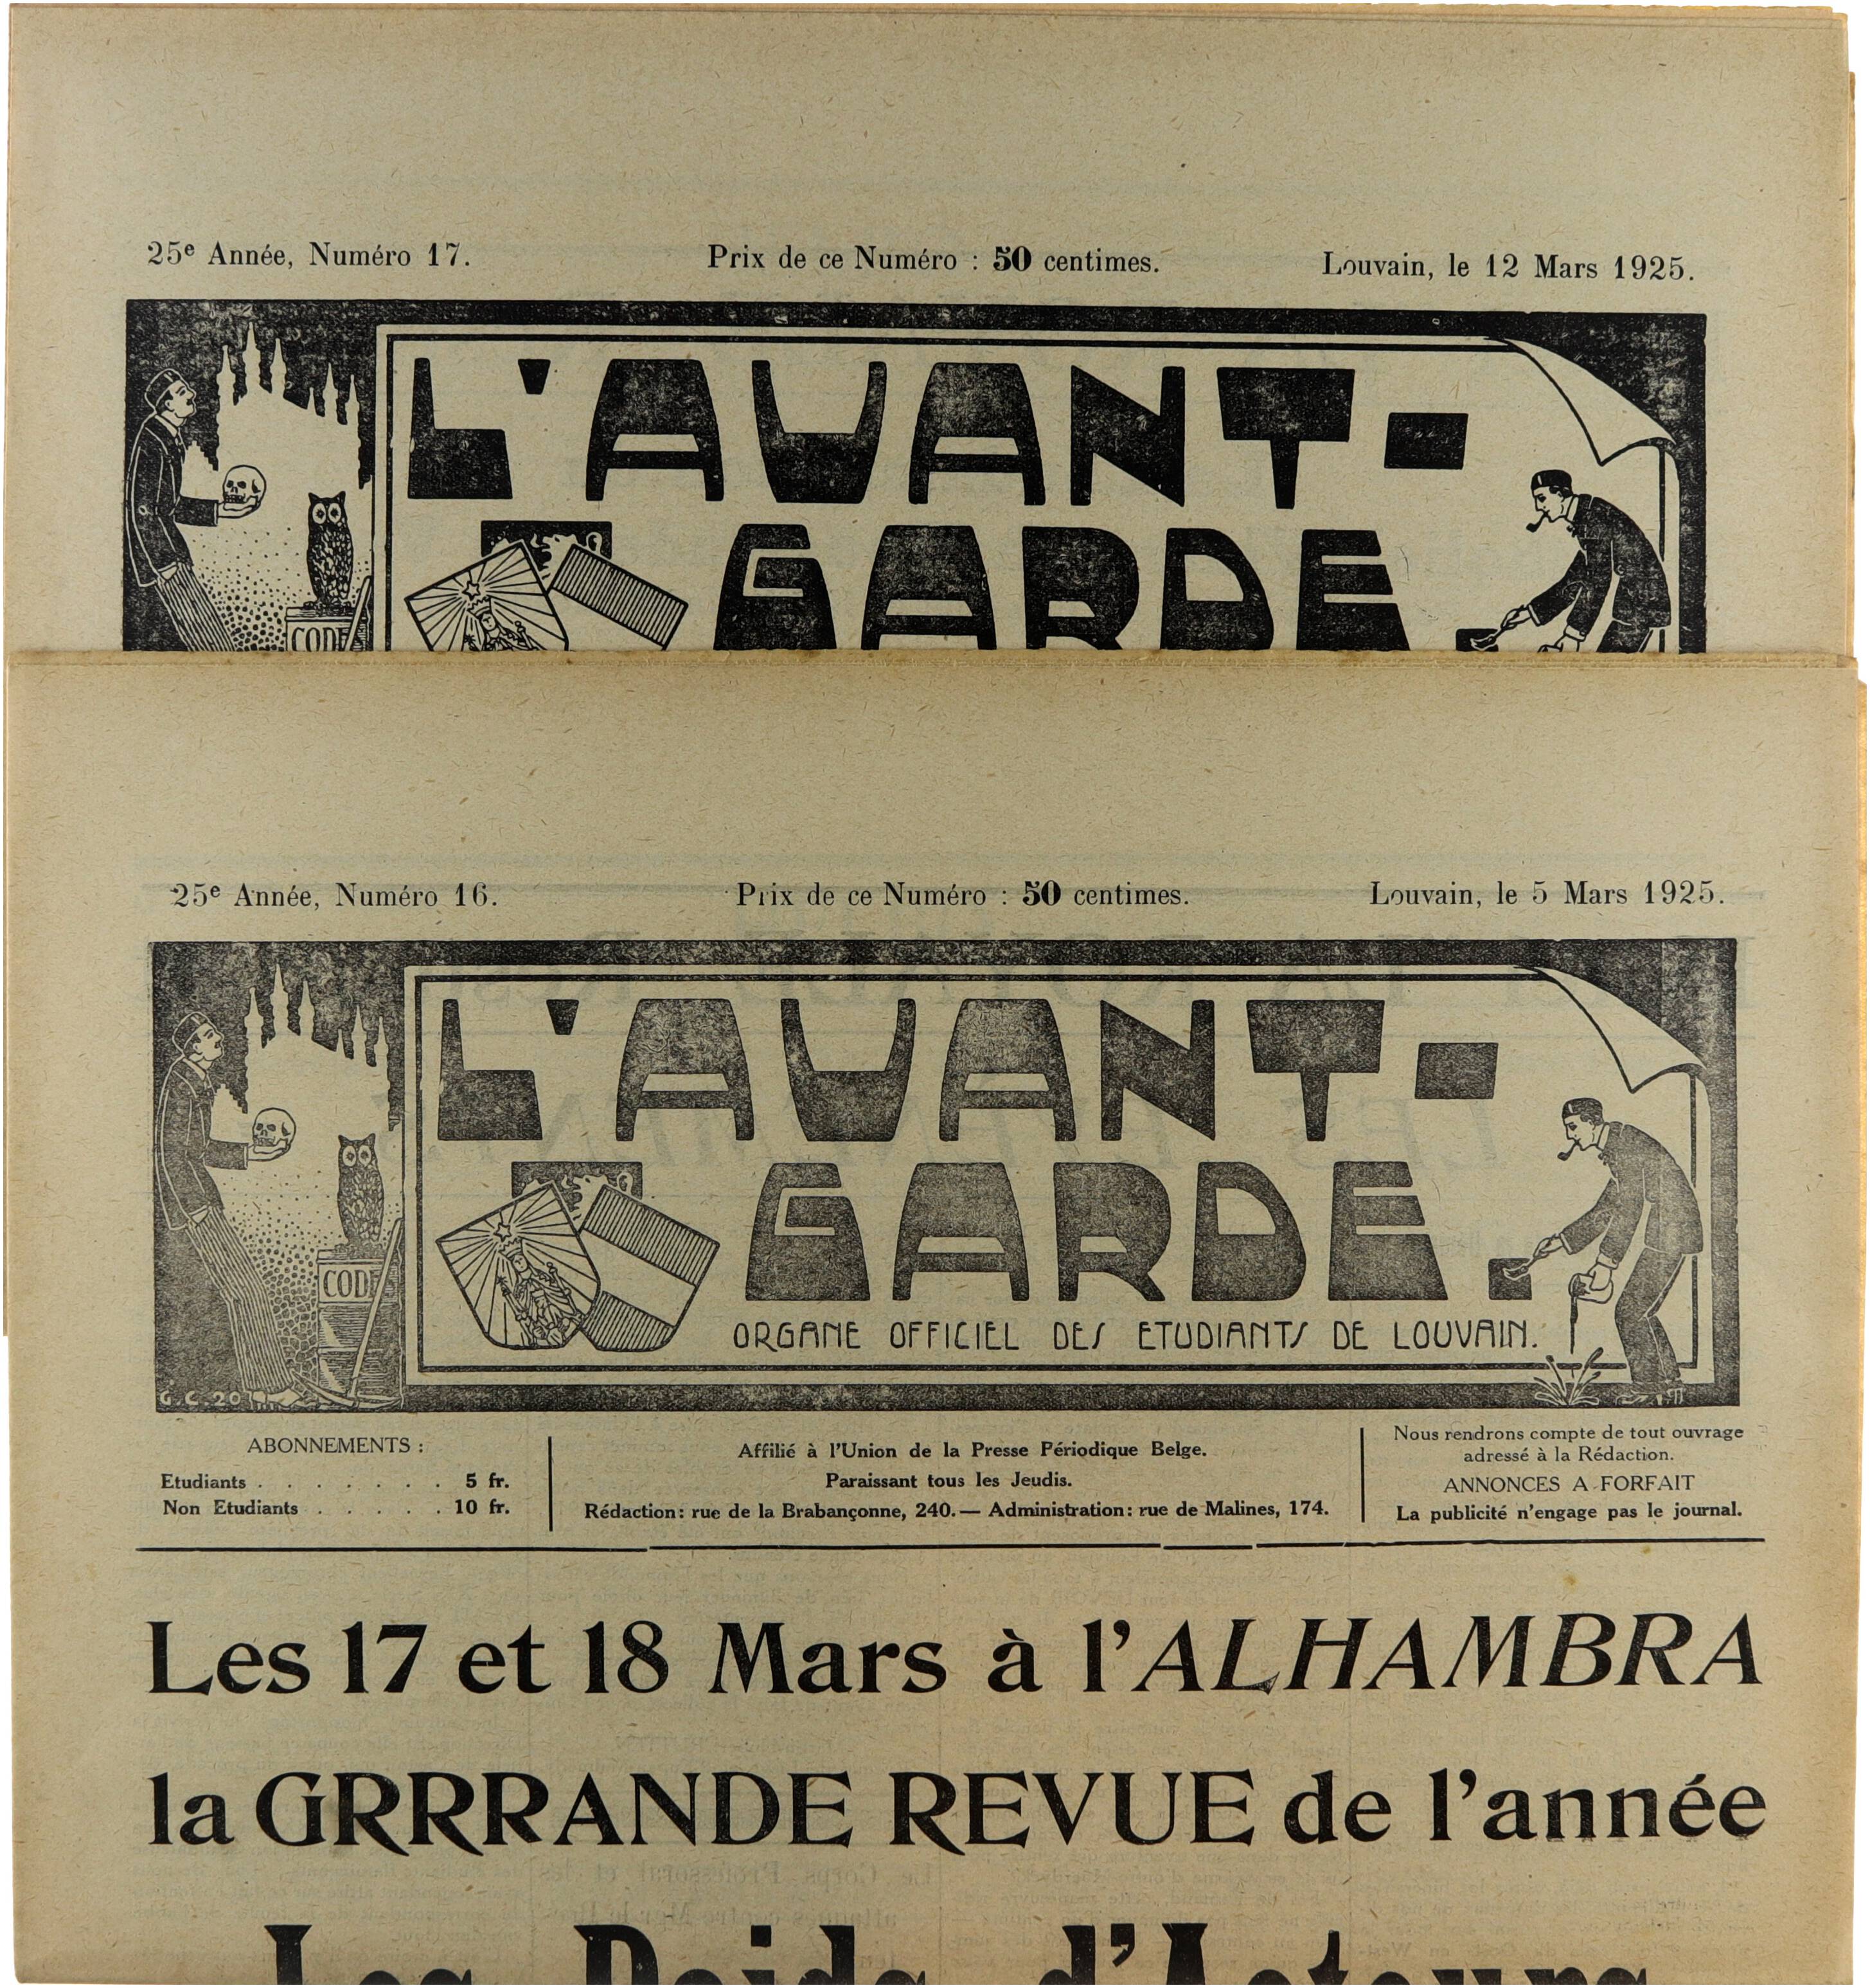 25e Année, Numéro 17.
Prix de ce Numéro : 50 centimes.
Louvain, le 12 Mars 1925.
L'AVANT-
GARDE
CODE
25e Année, Numéro 16.
Prix de ce Numéro : 50 centimes.
Louvain, le 5 Mars 1925.
L'AVANT-
GARDE.
CODE
ORGANE OFFICIEL DES ETUDIANTS DE LOUVAIN.
G. C. 20
ABONNEMENTS :
Etudiants . . . . . . . 5 fr.
Non Etudiants . . . . . 10 fr.
Affilié à l'Union de la Presse Périodique Belge.
Paraissant tous les Jeudis.
Rédaction: rue de la Brabançonne, 240. — Administration: rue de Malines, 174.
Nous rendrons compte de tout ouvrage
adressé à la Rédaction.
ANNONCES A FORFAIT
La publicité n'engage pas le journal.
Les 17 et 18 Mars à l'ALHAMBRA
la GRRRANDE REVUE de l'année
Les Poids d'Acteurs